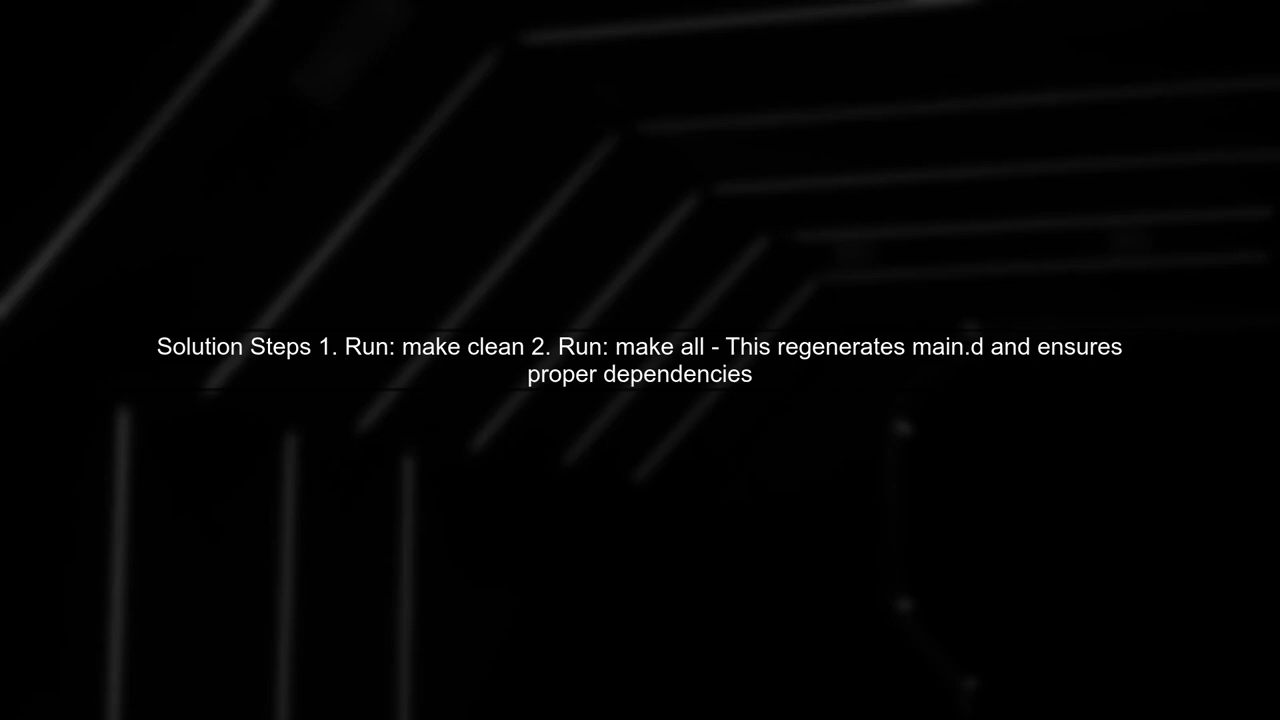 Solution Steps 1. Run: make clean 2. Run: make all - This regenerates main.d and ensures
proper dependencies